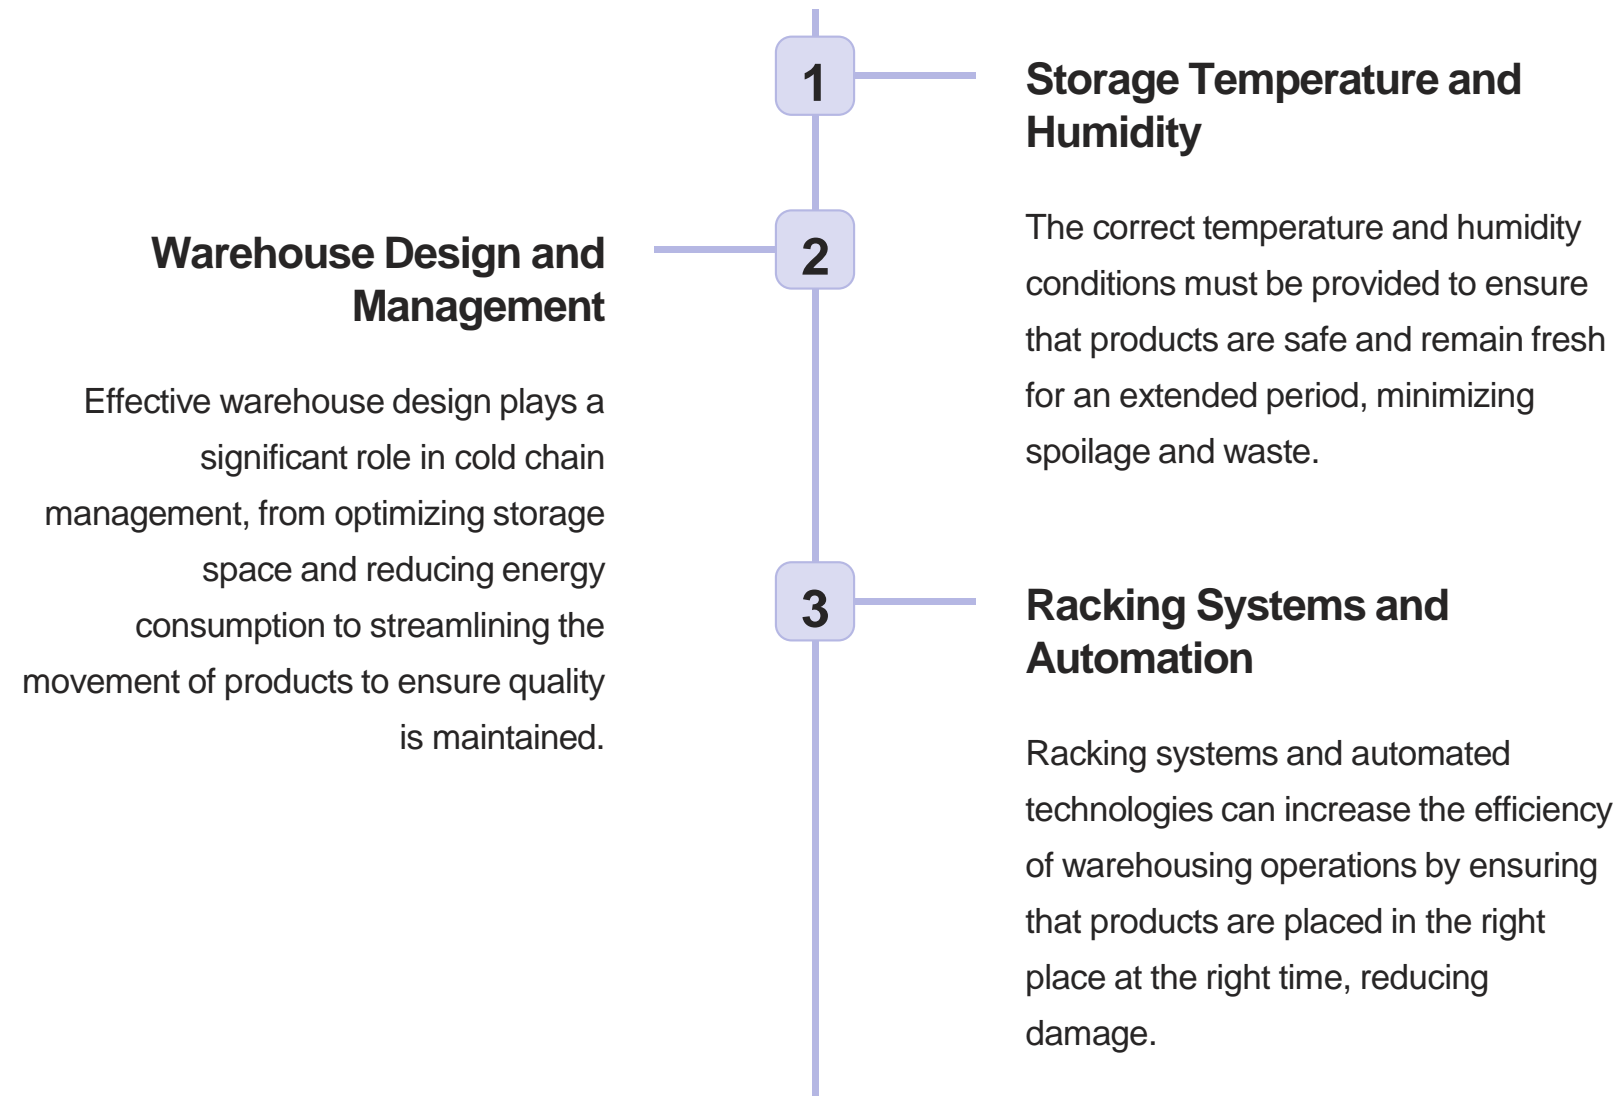 1
Storage Temperature and
Humidity
The correct temperature and humidity
conditions must be provided to ensure
that products are safe and remain fresh
for an extended period, minimizing
spoilage and waste.
2
Warehouse Design and
Management
Effective warehouse design plays a
significant role in cold chain
management, from optimizing storage
space and reducing energy
consumption to streamlining the
movement of products to ensure quality
is maintained.
3
Racking Systems and
Automation
Racking systems and automated
technologies can increase the efficiency
of warehousing operations by ensuring
that products are placed in the right
place at the right time, reducing
damage.